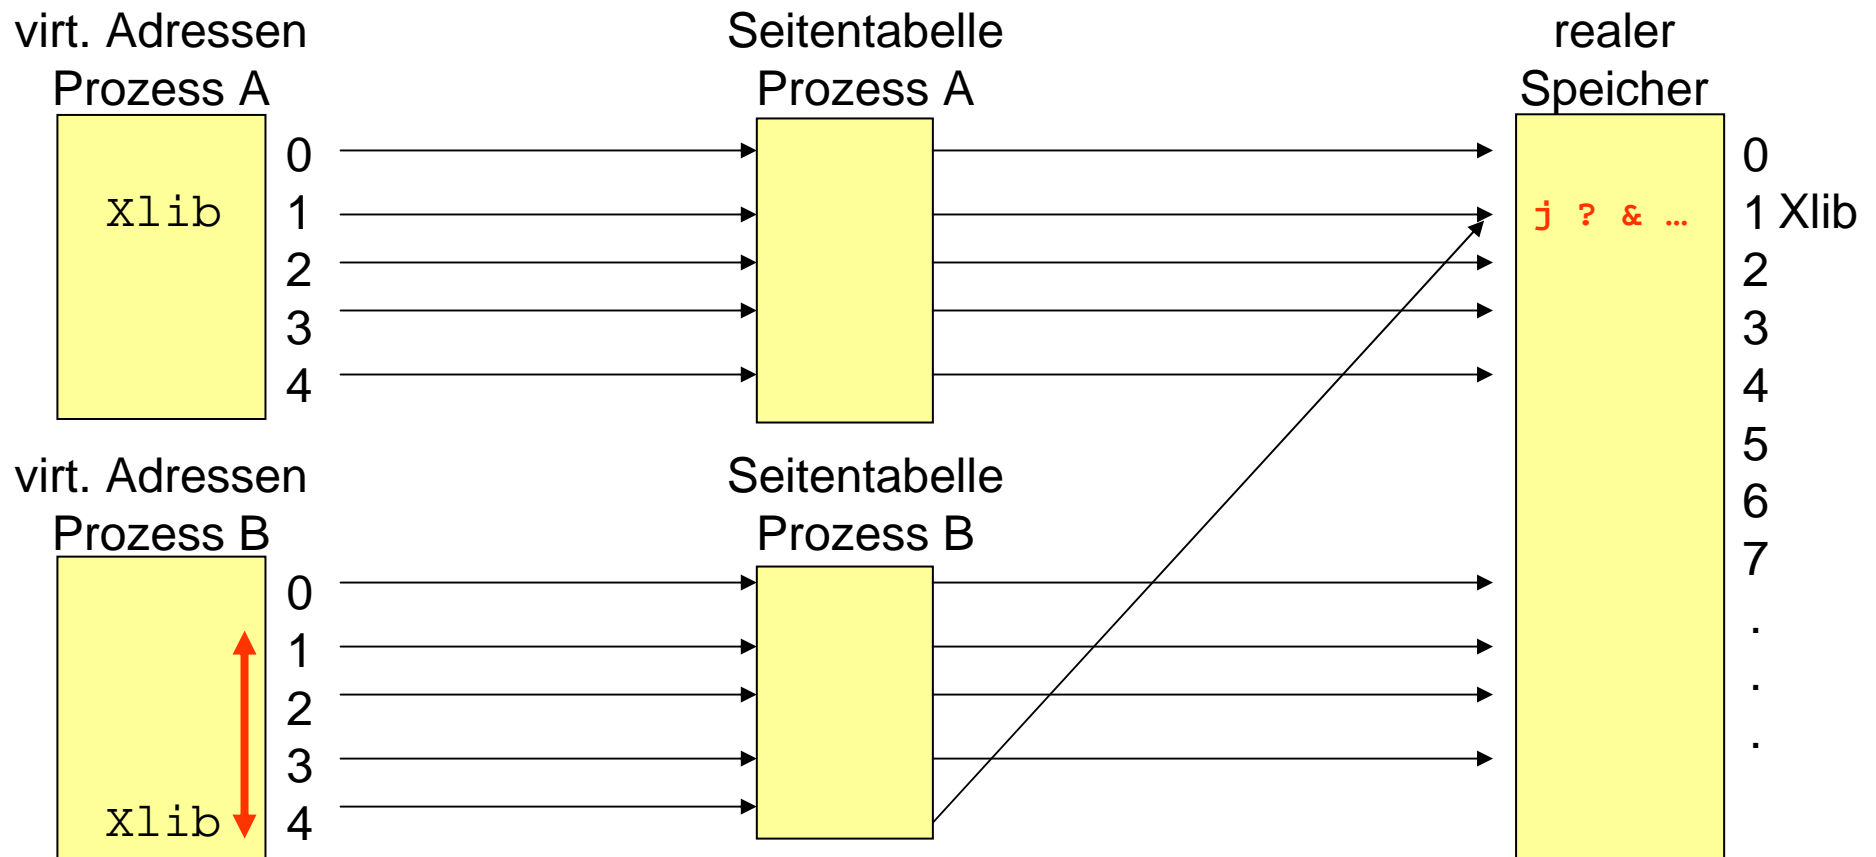 virt. Adressen
Prozess A
Xlib
0
1
2
3
4
Seitentabelle
Prozess A
realer
Speicher
j ? & …
0
1 Xlib
2
3
4
5
6
7
.
.
.
virt. Adressen
Prozess B
Xlib
0
1
2
3
4
Seitentabelle
Prozess B